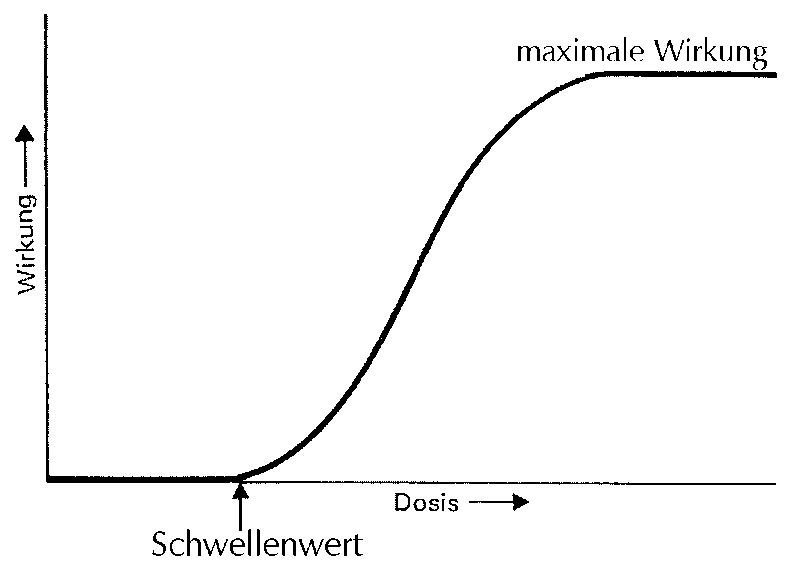 maximale Wirkung
Wirkung
Dosis
Schwellenwert